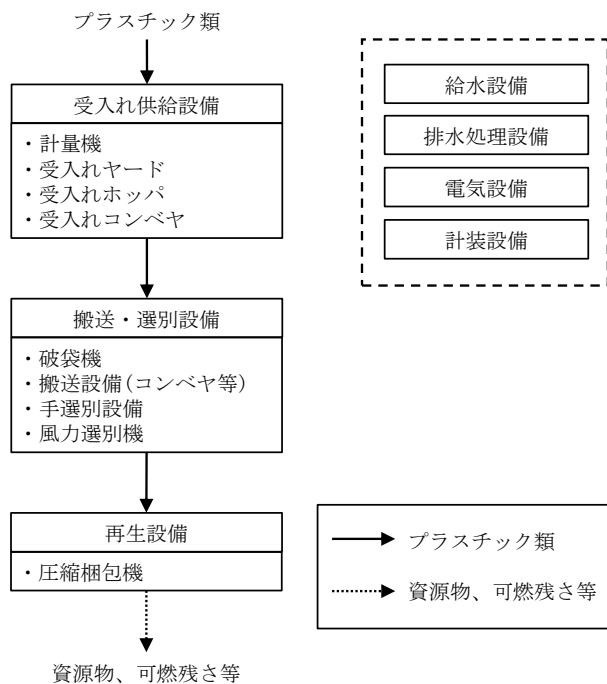 プラスチック類
受入れ供給設備
・計量機
・受入れヤード
・受入れホッパ
・受入れコンベヤ
搬送・選別設備
・破袋機
・搬送設備(コンベヤ等)
・手選別設備
・風力選別機
再生設備
・圧縮梱包機
資源物、可燃残さ等
給水設備
排水処理設備
電気設備
計装設備
プラスチック類
資源物、可燃残さ等